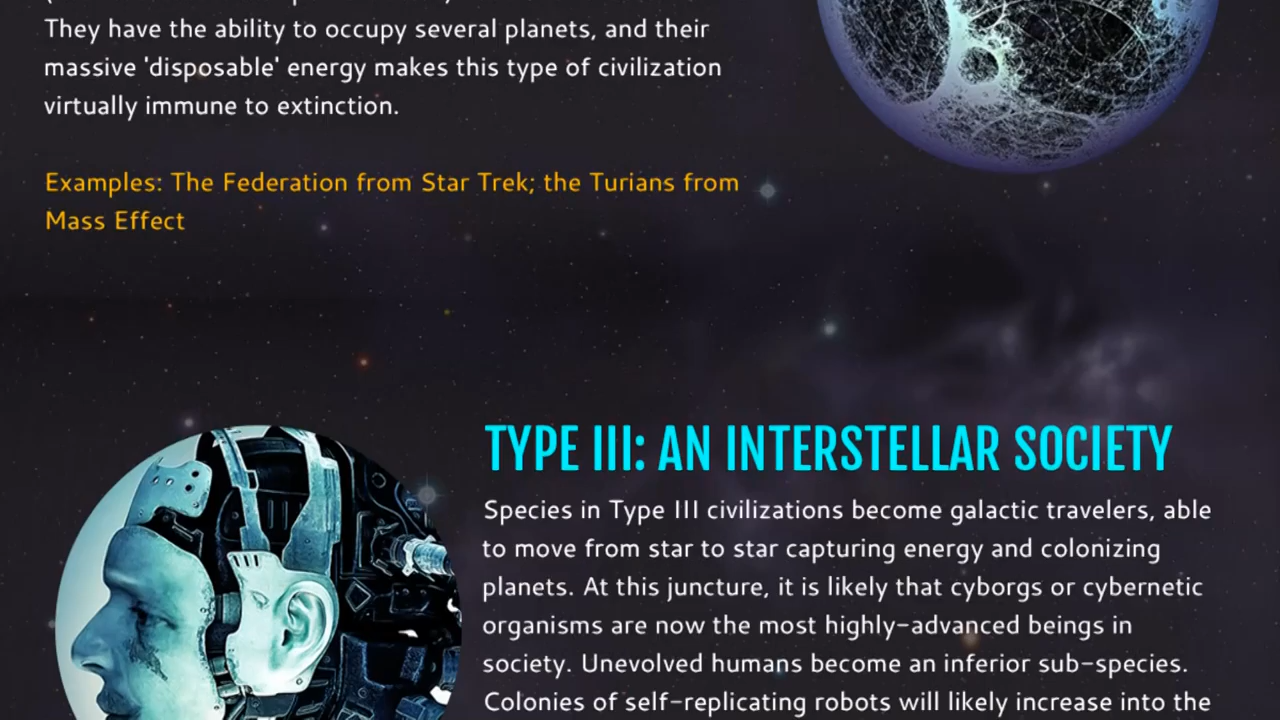 They have the ability to occupy several planets, and their
massive 'disposable' energy makes this type of civilization
virtually immune to extinction.
Examples: The Federation from Star Trek; the Turians from
Mass Effect
TYPE III: AN INTERSTELLAR SOCIETY
Species in Type III civilizations become galactic travelers, able
to move from star to star capturing energy and colonizing
planets. At this juncture, it is likely that cyborgs or cybernetic
organisms are now the most highly-advanced beings in
society. Unevolved humans become an inferior sub-species.
Colonies of self-replicating robots will likely increase into the